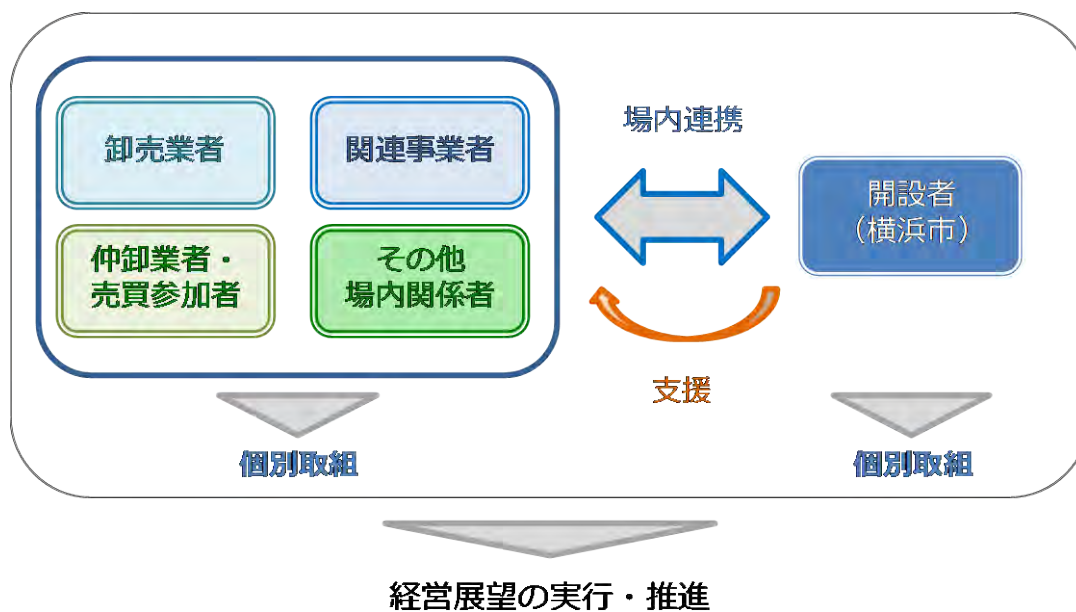 卸売業者
関連事業者
仲卸業者・
売買参加者
その他
場内関係者
場内連携
開設者
（横浜市）
支援
個別取組
個別取組
経営展望の実行・推進